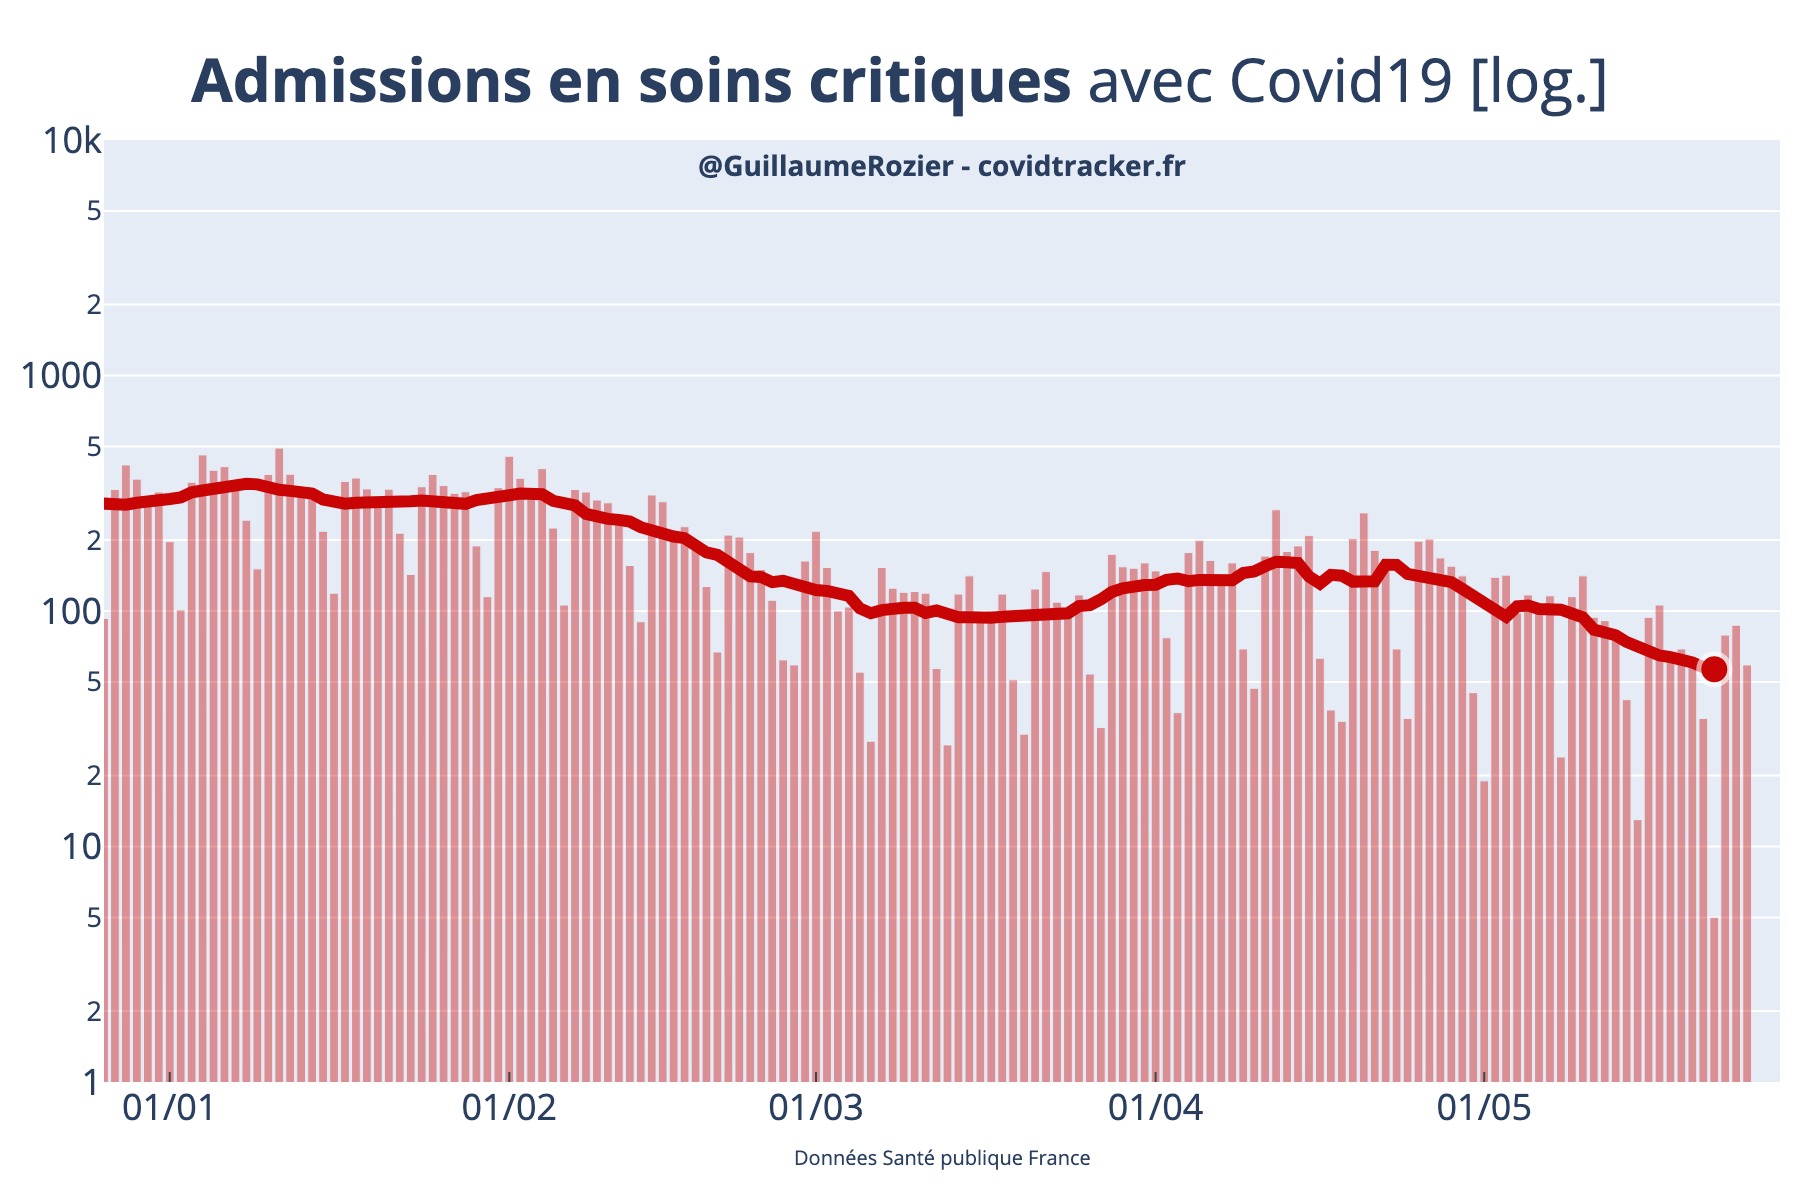 Admissions en soins critiques avec Covid19 [log.]
@GuillaumeRozier - covidtracker.fr
10k
5
2
1000
5
2
100
5
2
10
5
2
1
01/01 01/02 01/03 01/04 01/05
Données Santé publique France